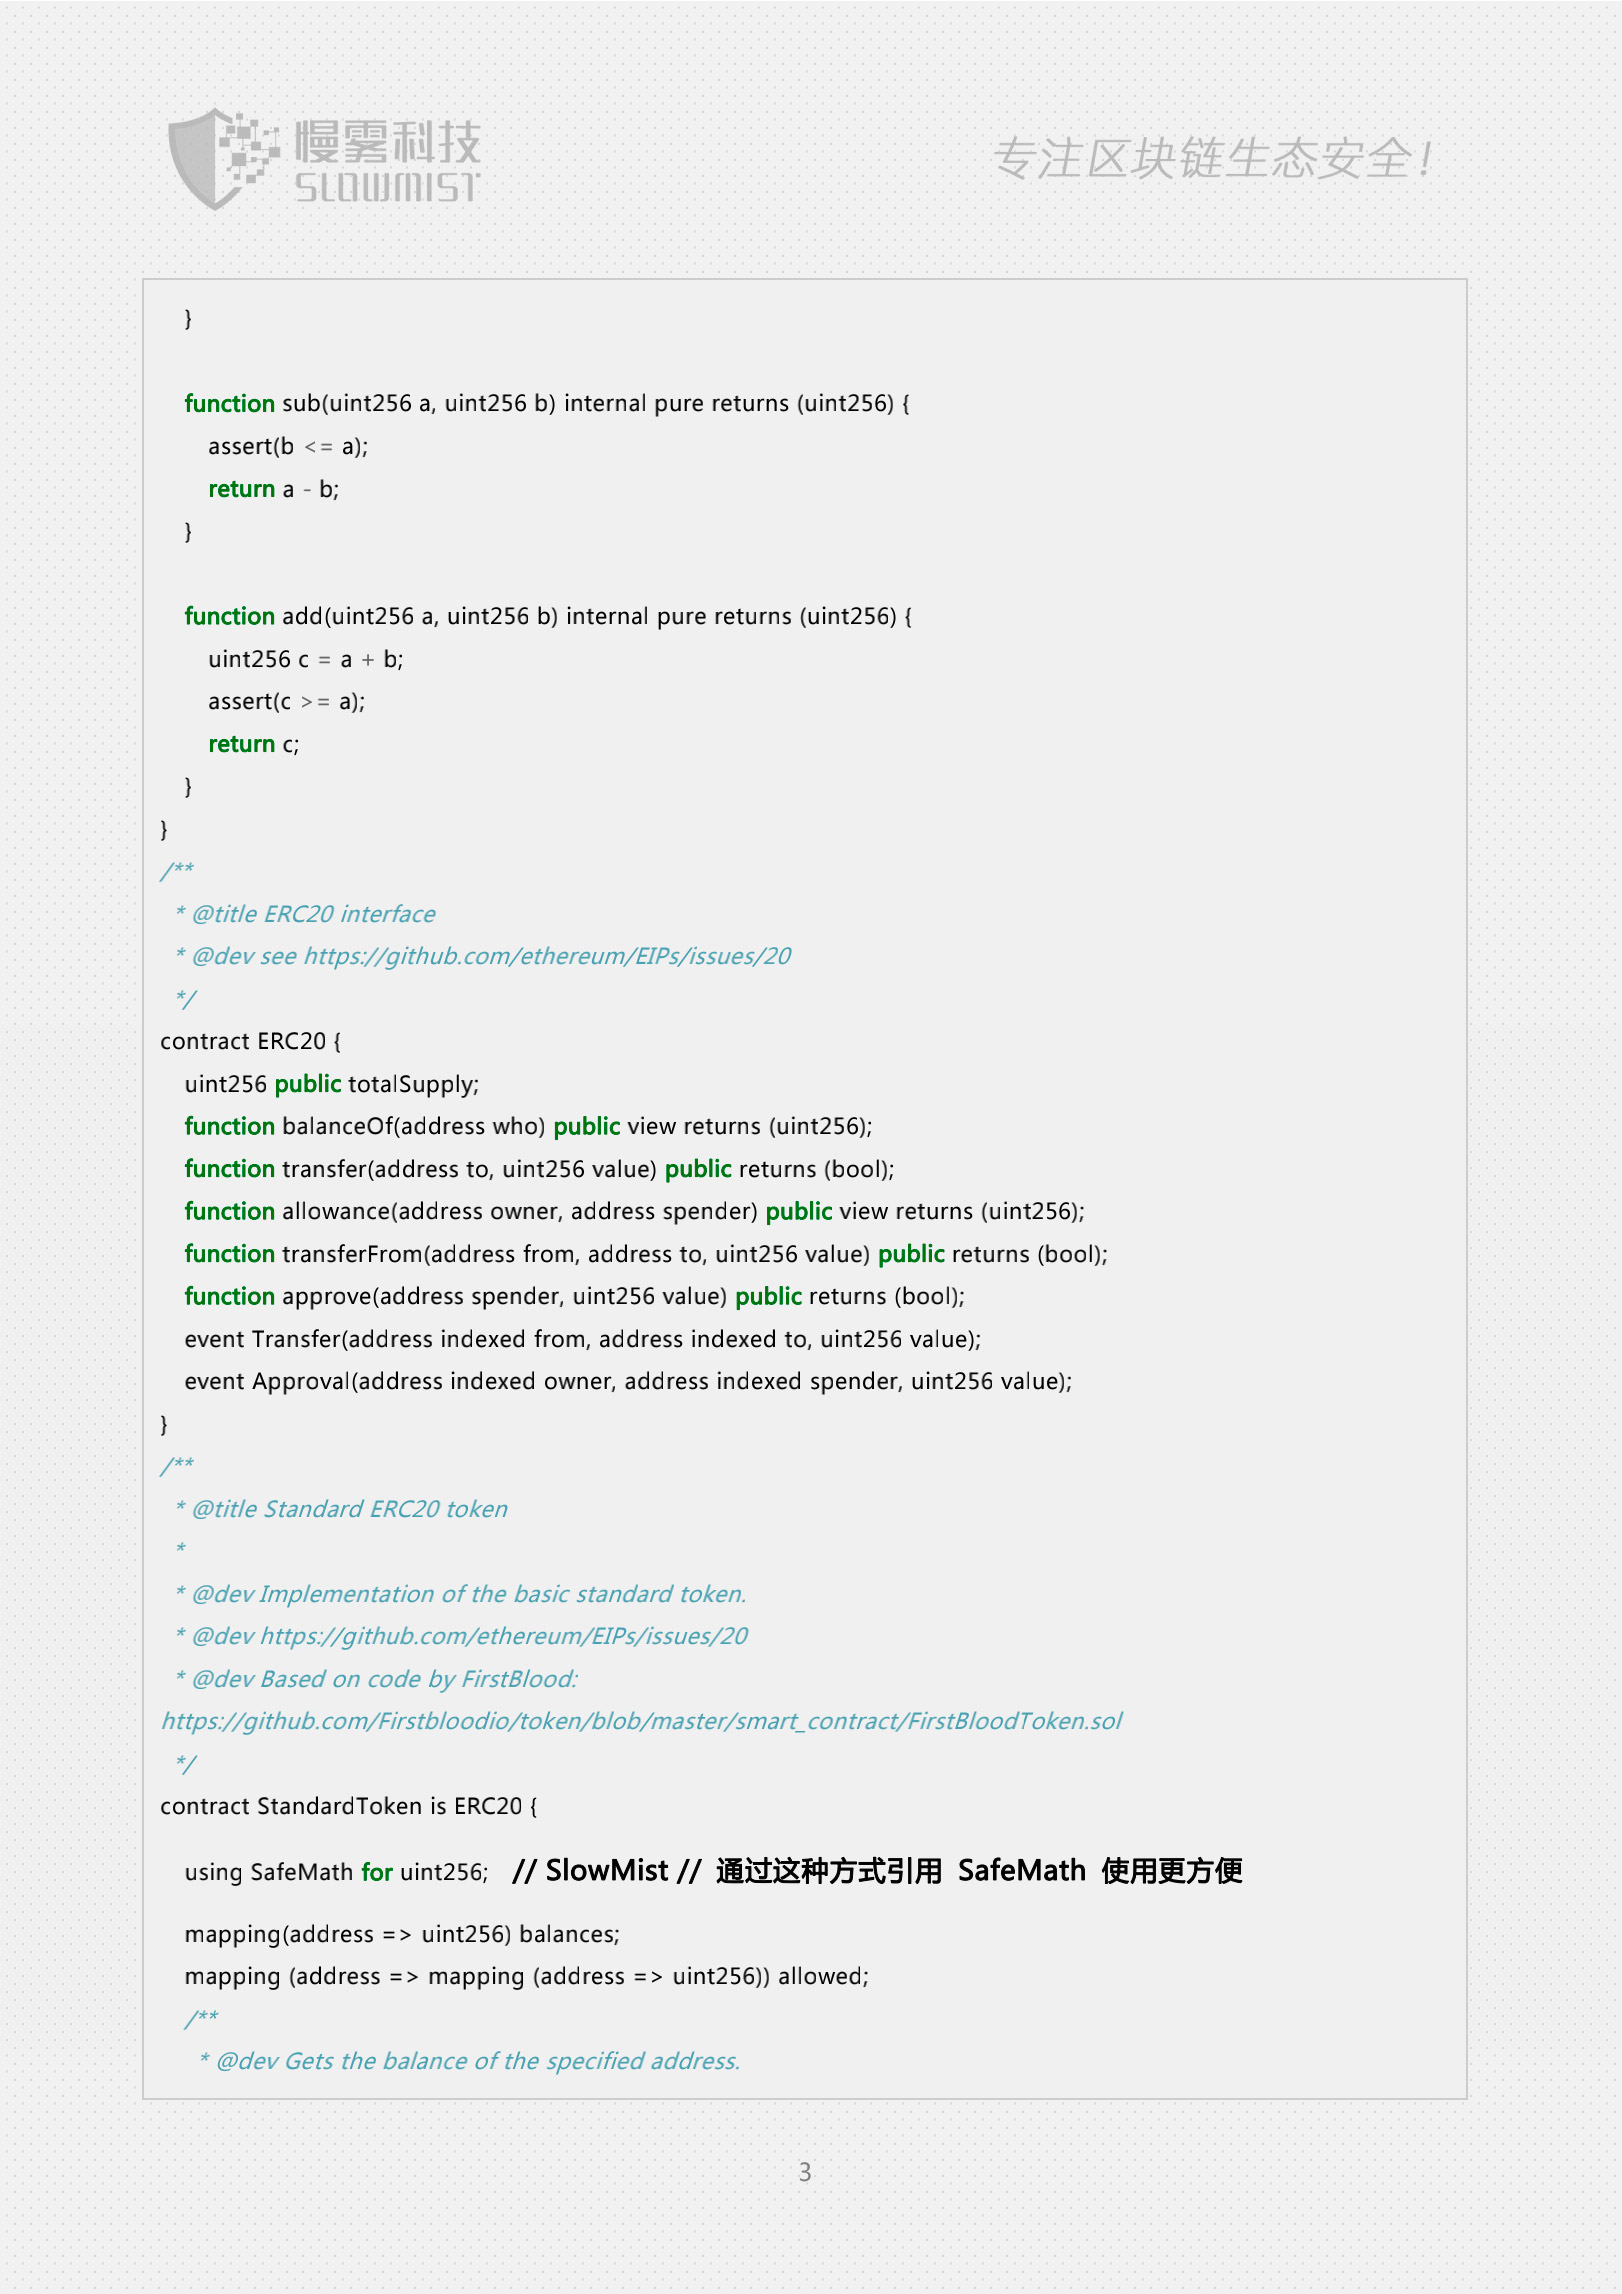 慢雾科技
SLOWMIST
专注区块链生态安全!
}
function sub(uint256 a, uint256 b) internal pure returns (uint256) {
assert(b <= a);
return a - b;
}
function add(uint256 a, uint256 b) internal pure returns (uint256) {
uint256 c = a + b;
assert(c >= a);
return c;
}
}
/**
* @title ERC20 interface
* @dev see https://github.com/ethereum/EIPs/issues/20
*/
contract ERC20 {
uint256 public totalSupply;
function balanceOf(address who) public view returns (uint256);
function transfer(address to, uint256 value) public returns (bool);
function allowance(address owner, address spender) public view returns (uint256);
function transferFrom(address from, address to, uint256 value) public returns (bool);
function approve(address spender, uint256 value) public returns (bool);
event Transfer(address indexed from, address indexed to, uint256 value);
event Approval(address indexed owner, address indexed spender, uint256 value);
}
/**
* @title Standard ERC20 token
*
* @dev Implementation of the basic standard token.
* @dev https://github.com/ethereum/EIPs/issues/20
* @dev Based on code by FirstBlood:
https://github.com/Firstbloodio/token/blob/master/smart_contract/FirstBloodToken.sol
*/
contract StandardToken is ERC20 {
using SafeMath for uint256; // SlowMist // 通过这种方式引用 SafeMath 使用更方便
mapping(address => uint256) balances;
mapping (address => mapping (address => uint256)) allowed;
/**
* @dev Gets the balance of the specified address.
3